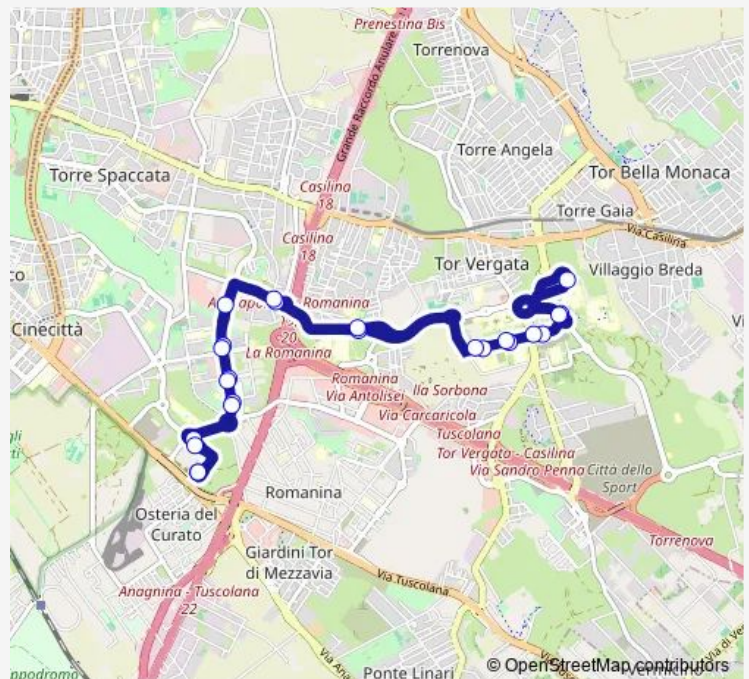 Prenestina Bis
Torrenova
Grande Raccordo Anulare
Torre Angela
Torre Spaccata
Tor Bella Monaca
Casilina
18
Torre Gaia
Via Casilina
Casilina
18
Tor Vergata
Villaggio Breda
Romanina
Cinecittà
20
La Romanina
Romanina
Via Antolisei
lla Sorbona
Via Carcaricola
Tuscolana
Tor Vergata - Casilina
Via Sandro Penna
Città dello
Sport
Romanina
Osteria del
Curato
Torrenova
Giardini Tor
di Mezzavia
Anagnina - Tuscolana
22
Via Tuscolana
Ponte Linari
© OpenStreetMap contributors